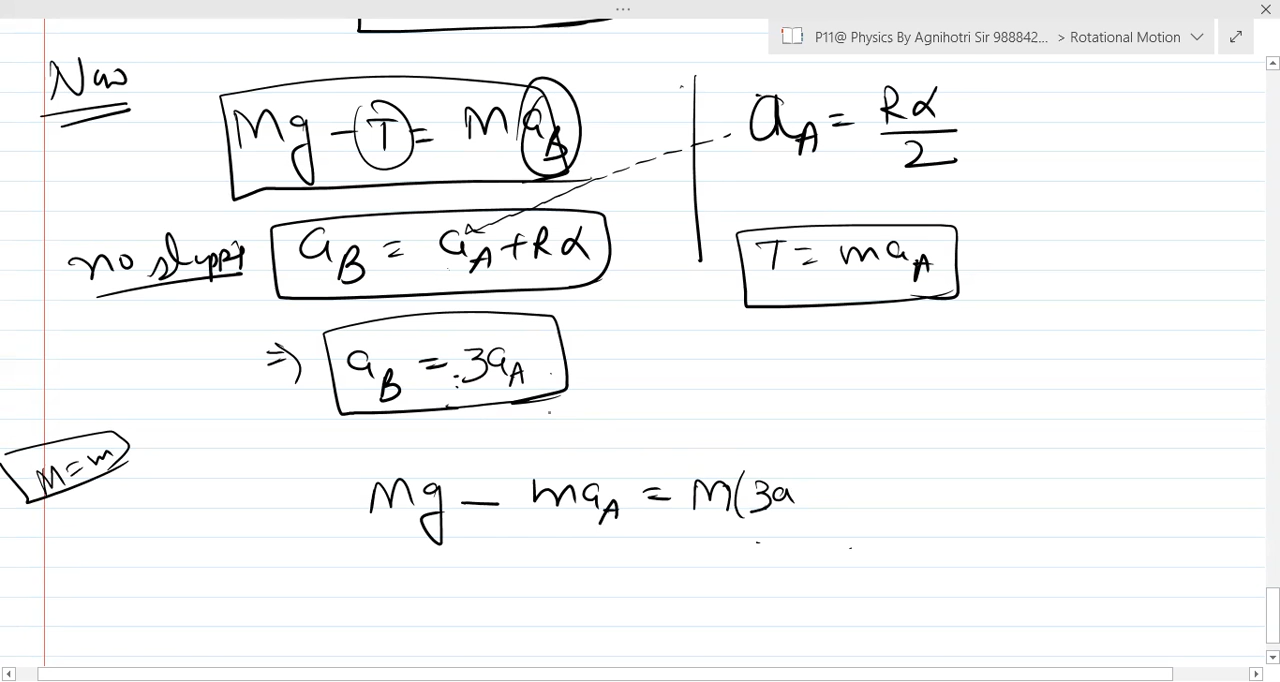 P11@ Physics By Agnihotri Sir 988842... > Rotational Motion
Now
Mg - T = Ma_B
a_A = Rα/2
no slipping
a_B = a_A + Rα
T = ma_A
⇒ a_B = 3a_A
M = m
Mg - ma_A = M(3a